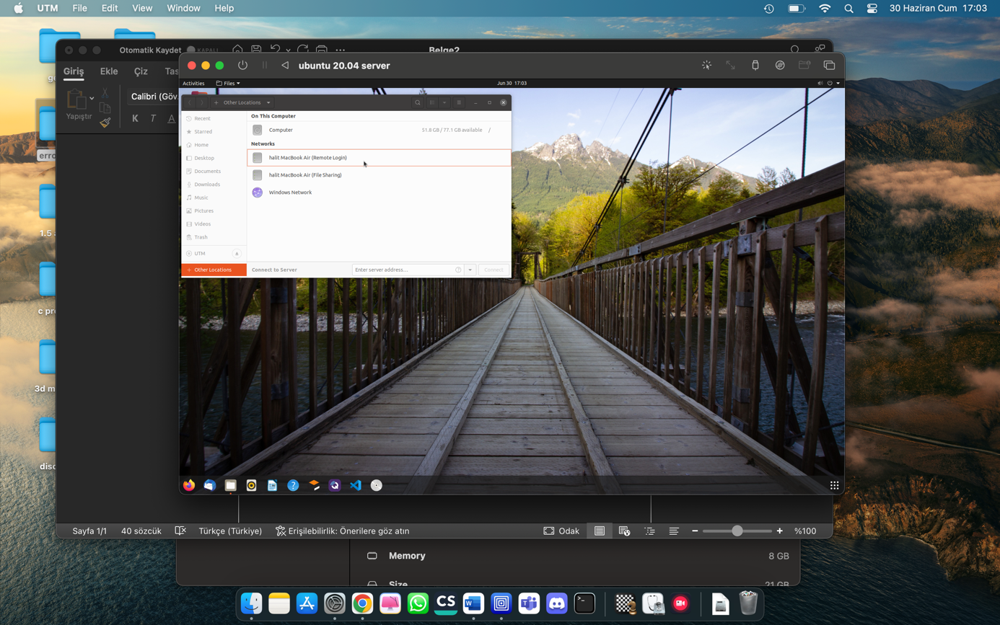 UTM File Edit View Window Help 30 Haziran Cum 17:03
Otomatik Kaydet KAPALI Belge2
Giriş Ekle Çiz Tas
Yapıştır
Calibri (Göv.
K T A
ubuntu 20.04 server
Activities Files Jun 30 17:03
Other Locations
Recent
Starred
Home
Desktop
Documents
Downloads
Music
Pictures
Videos
Trash
UTM
Other Locations
On This Computer
Computer 51.8 GB / 77.1 GB available /
Networks
halit MacBook Air (Remote Login)
halit MacBook Air (File Sharing)
Windows Network
Connect to Server Enter server address... Connect
erro
1.5
c pr
3d m
disc
Sayfa 1/1 40 sözcük Türkçe (Türkiye) Erişilebilirlik: Önerilere göz atın Odak %100
Memory 8 GB
Size 21 GB
CS